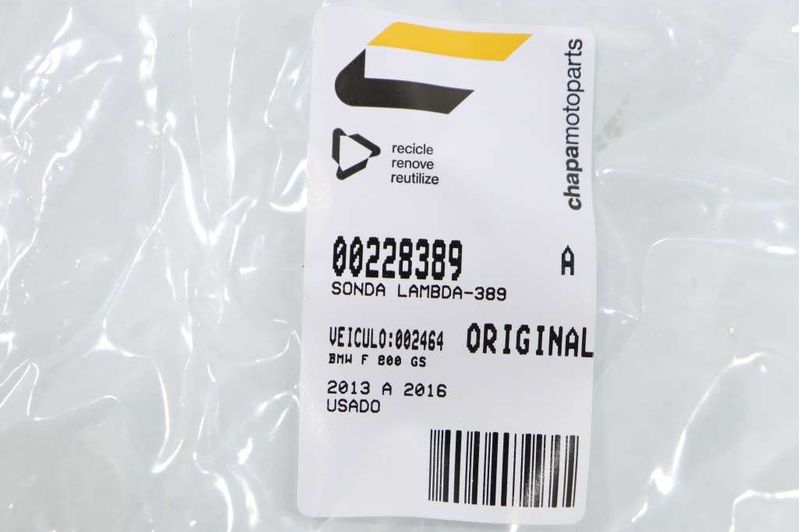 chapamotoparts
recicle
renove
reutilize
00228389 A
SONDA LAMBDA-389
VEICULO:002464 ORIGINAL
BMW F 800 GS
2013 A 2016
USADO